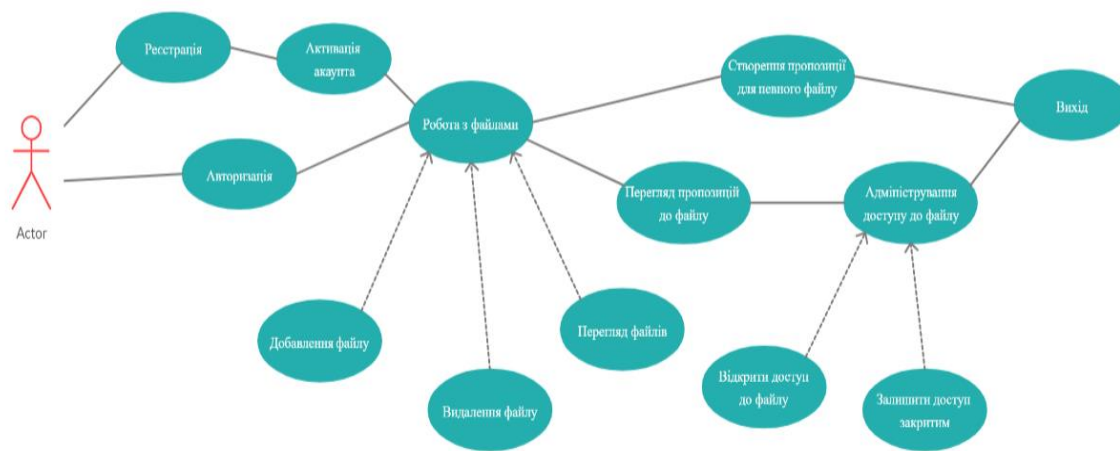 Реєстрація
Активація
акаунта
Створення пропозиції
для певного файлу
Вихід
Робота з файлами
Авторизація
Перегляд пропозицій
до файлу
Адміністрування
доступу до файлу
Actor
Добавлення файлу
Перегляд файлів
Видалення файлу
Відкрити доступ
до файлу
Залишити доступ
закритим